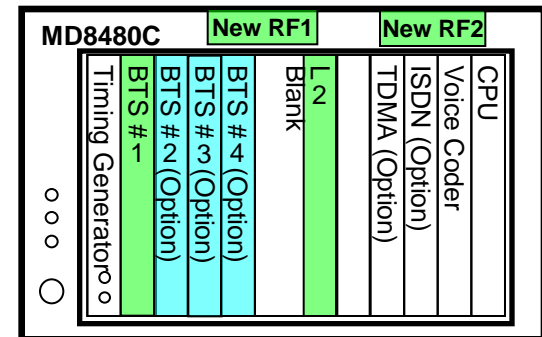 MD8480C
New RF1
New RF2
Timing Generator
BTS #1
BTS #2(Option)
BTS #3(Option)
BTS #4(Option)
Blank
L2
TDMA (Option)
ISDN (Option)
Voice Coder
CPU